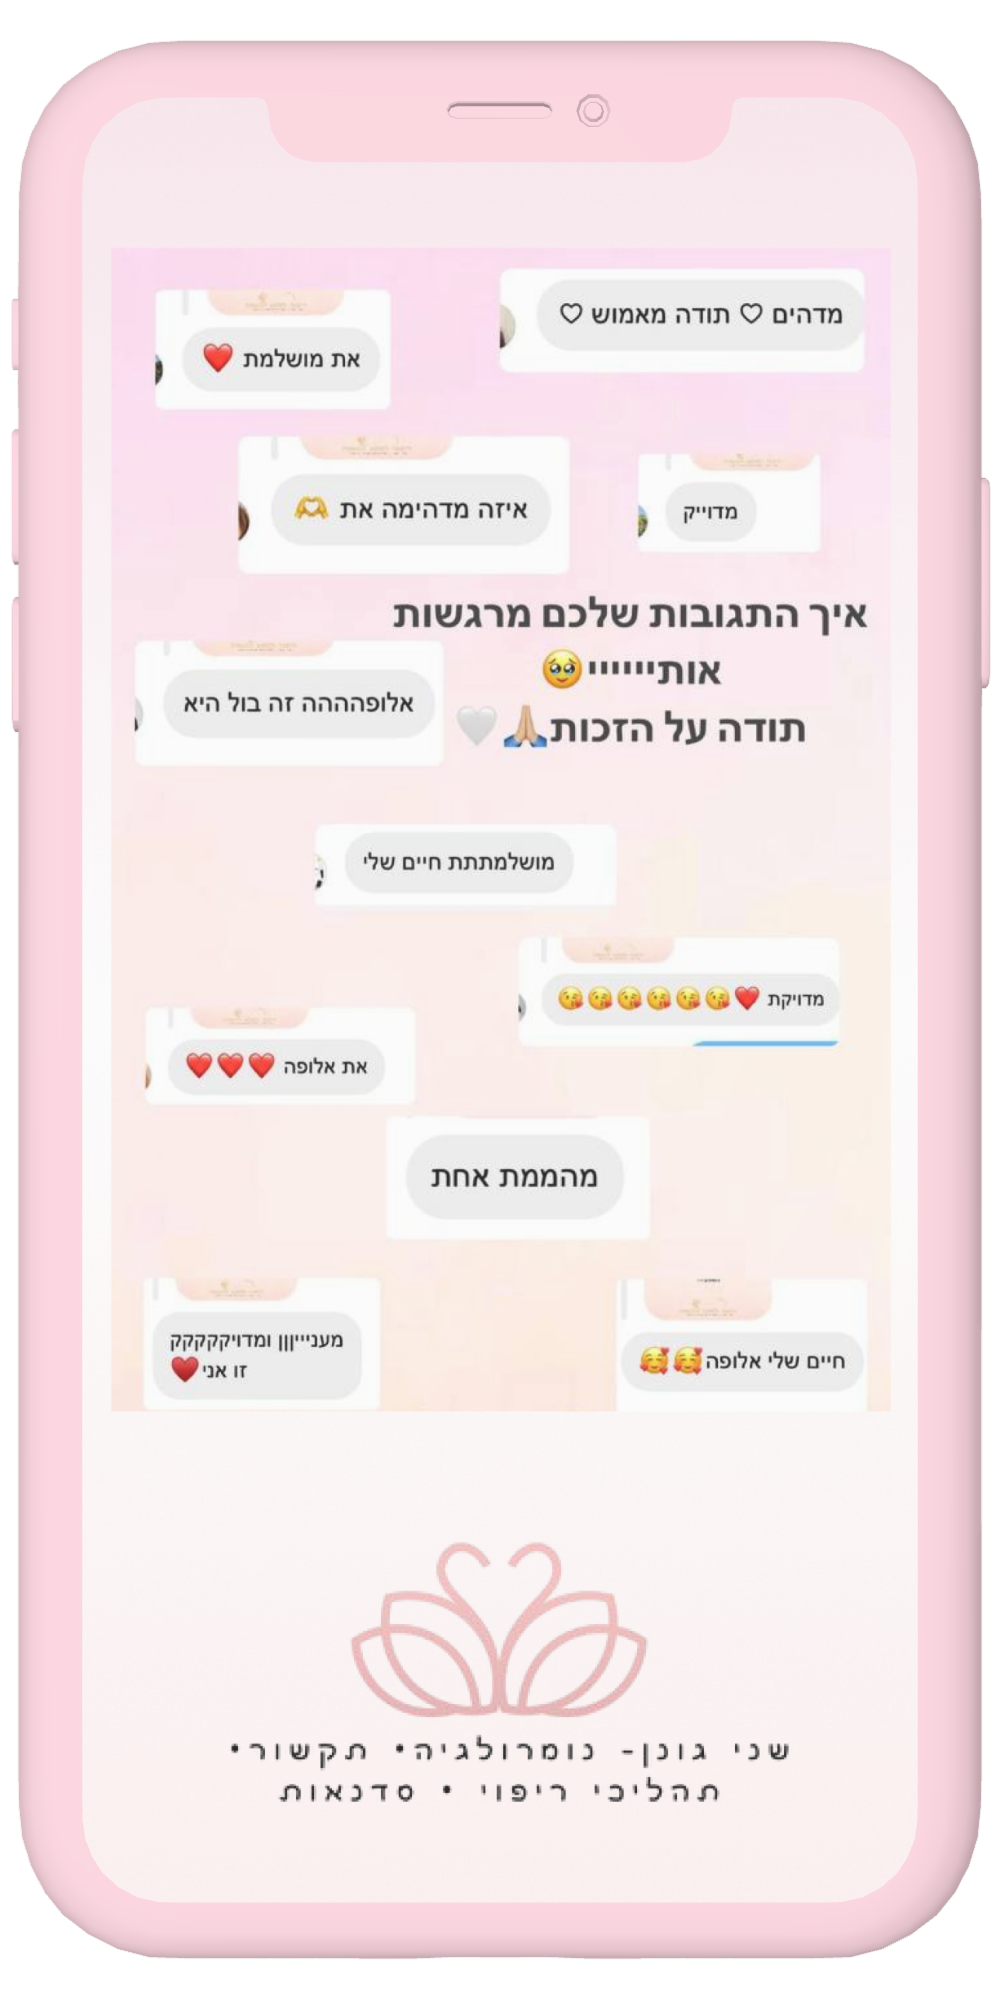 מדהים ♡ תודה מאמוש ♡
את מושלמת ❤️
איזה מדהימה את 🫶
מדוייק
איך התגובות שלכם מרגשות
אותיייייי🥹
תודה על הזכות🙏🏼🤍
אלופהההה זה בול היא
מושלמתתת חיים שלי
מדויקת ❤️😘😘😘😘😘😘
את אלופה ❤️❤️❤️
מהממת אחת
חיים שלי אלופה🥰🥰
מענייייןןן ומדויקקקקק
זו אני❤️
שני גונן- נומרולגיה• תקשור•
תהליכי ריפוי • סדנאות